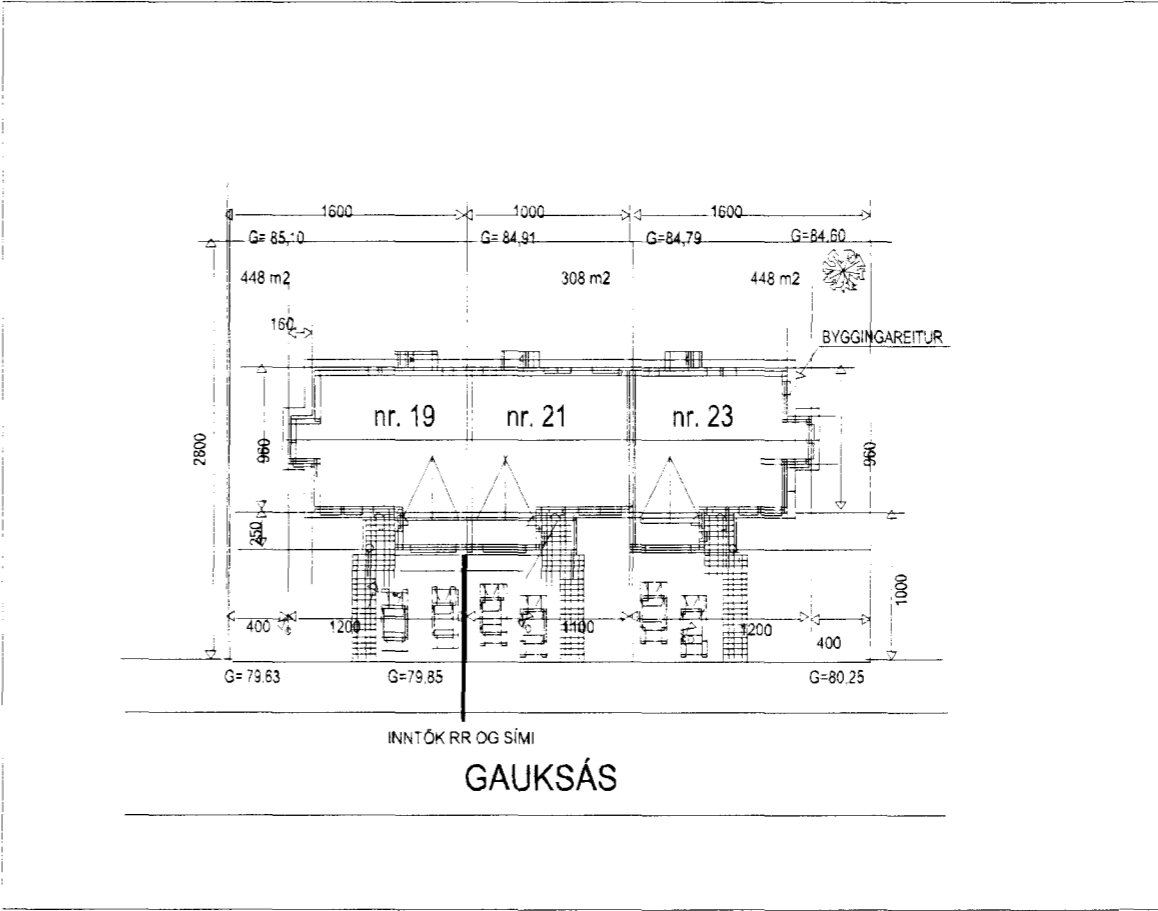 1600 1000 1600
G= 85,10 G= 84,91 G=84,79 G=84,60
448 m2 308 m2 448 m2
160
BYGGINGAREITUR
nr. 19 nr. 21 nr. 23
2800 960 960
250
1000
400 1200 1100 1200 400
G= 79.63 G=79.85 G=80,25
INNTÖK RR OG SÍMI
GAUKSÁS